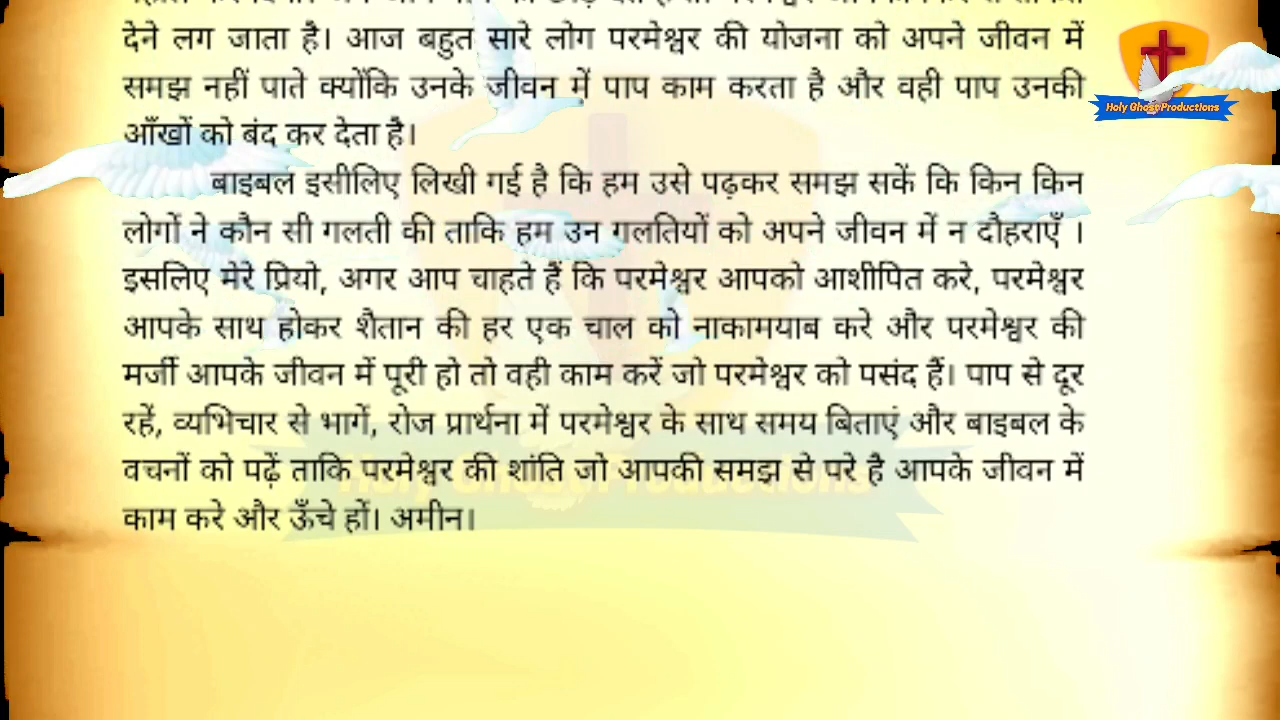 देने लग जाता है। आज बहुत सारे लोग परमेश्वर की योजना को अपने जीवन में
समझ नहीं पाते क्योंकि उनके जीवन में पाप काम करता है और वही पाप उनकी
आँखों को बंद कर देता है।
बाइबल इसीलिए लिखी गई है कि हम उसे पढ़कर समझ सकें कि किन किन
लोगों ने कौन सी गलती की ताकि हम उन गलतियों को अपने जीवन में न दौहराएँ ।
इसलिए मेरे प्रियो, अगर आप चाहते हैं कि परमेश्वर आपको आशीषित करे, परमेश्वर
आपके साथ होकर शैतान की हर एक चाल को नाकामयाब करे और परमेश्वर की
मर्जी आपके जीवन में पूरी हो तो वही काम करें जो परमेश्वर को पसंद हैं। पाप से दूर
रहें, व्यभिचार से भागें, रोज प्रार्थना में परमेश्वर के साथ समय बिताएं और बाइबल के
वचनों को पढ़ें ताकि परमेश्वर की शांति जो आपकी समझ से परे है आपके जीवन में
काम करे और ऊँचे हों। अमीन।
Holy Ghost Productions
Holy Ghost Productions